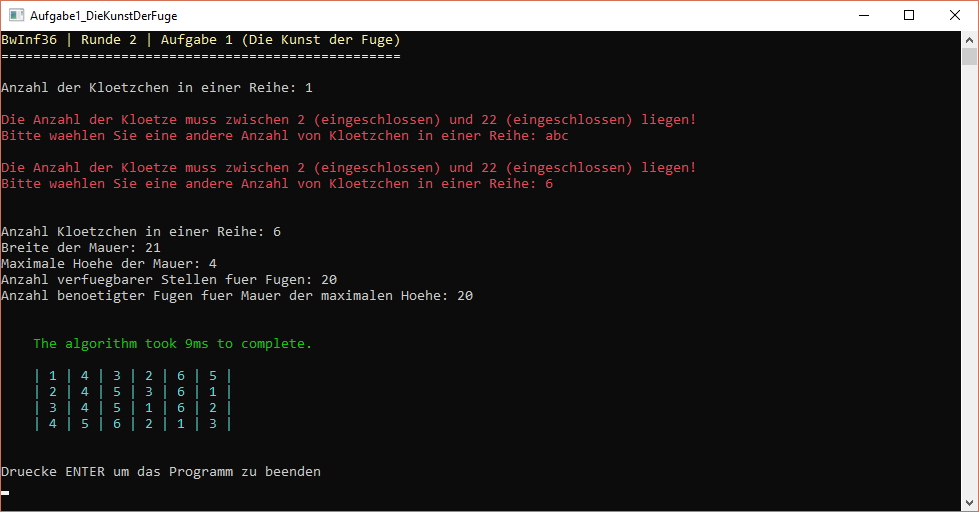 Aufgabe1_DieKunstDerFuge
BwInf36 | Runde 2 | Aufgabe 1 (Die Kunst der Fuge)
==================================================
Anzahl der Kloetzchen in einer Reihe: 1
Die Anzahl der Kloetze muss zwischen 2 (eingeschlossen) und 22 (eingeschlossen) liegen!
Bitte waehlen Sie eine andere Anzahl von Kloetzchen in einer Reihe: abc
Die Anzahl der Kloetze muss zwischen 2 (eingeschlossen) und 22 (eingeschlossen) liegen!
Bitte waehlen Sie eine andere Anzahl von Kloetzchen in einer Reihe: 6
Anzahl Kloetzchen in einer Reihe: 6
Breite der Mauer: 21
Maximale Hoehe der Mauer: 4
Anzahl verfuegbarer Stellen fuer Fugen: 20
Anzahl benoetigter Fugen fuer Mauer der maximalen Hoehe: 20
The algorithm took 9ms to complete.
| 1 | 4 | 3 | 2 | 6 | 5 |
| 2 | 4 | 5 | 3 | 6 | 1 |
| 3 | 4 | 5 | 1 | 6 | 2 |
| 4 | 5 | 6 | 2 | 1 | 3 |
Druecke ENTER um das Programm zu beenden